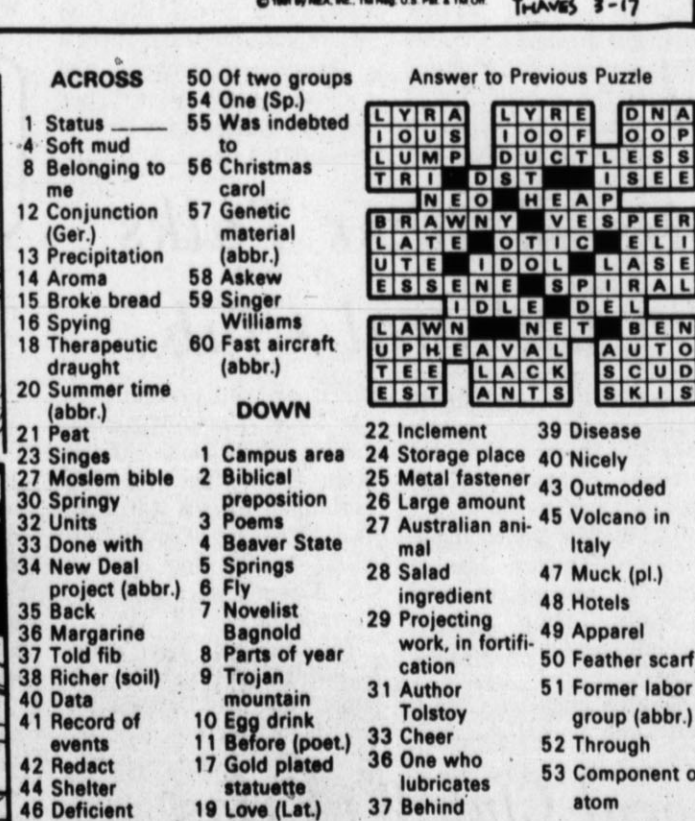 THAVES 3-17
ACROSS
1 Status ____
4 Soft mud
8 Belonging to
me
12 Conjunction
(Ger.)
13 Precipitation
14 Aroma
15 Broke bread
16 Spying
18 Therapeutic
draught
20 Summer time
(abbr.)
21 Peat
23 Singes
27 Moslem bible
30 Springy
32 Units
33 Done with
34 New Deal
project (abbr.)
35 Back
36 Margarine
37 Told fib
38 Richer (soil)
40 Data
41 Record of
events
42 Redact
44 Shelter
46 Deficient
50 Of two groups
54 One (Sp.)
55 Was indebted
to
56 Christmas
carol
57 Genetic
material
(abbr.)
58 Askew
59 Singer
Williams
60 Fast aircraft
(abbr.)
DOWN
1 Campus area
2 Biblical
preposition
3 Poems
4 Beaver State
5 Springs
6 Fly
7 Novelist
Bagnold
8 Parts of year
9 Trojan
mountain
10 Egg drink
11 Before (poet.)
17 Gold plated
statuette
19 Love (Lat.)
Answer to Previous Puzzle
LYRA LYRE DNA
IOUS IOOF OOP
LUMP DUCTLESS
TRI DST ISEE
NEO HEAP
BRAWNY VESPER
LATE OTIC ELI
UTE IDOL LASE
ESSENE SPIRAL
IDLE DEL
LAWN NET BEN
UPHEAVAL AUTO
TEE LACK SCUD
EST ANTS SKIS
22 Inclement
24 Storage place
25 Metal fastener
26 Large amount
27 Australian ani-
mal
28 Salad
ingredient
29 Projecting
work, in fortifi-
cation
31 Author
Tolstoy
33 Cheer
36 One who
lubricates
37 Behind
39 Disease
40 Nicely
43 Outmoded
45 Volcano in
Italy
47 Muck (pl.)
48 Hotels
49 Apparel
50 Feather scarf
51 Former labor
group (abbr.)
52 Through
53 Component o
atom